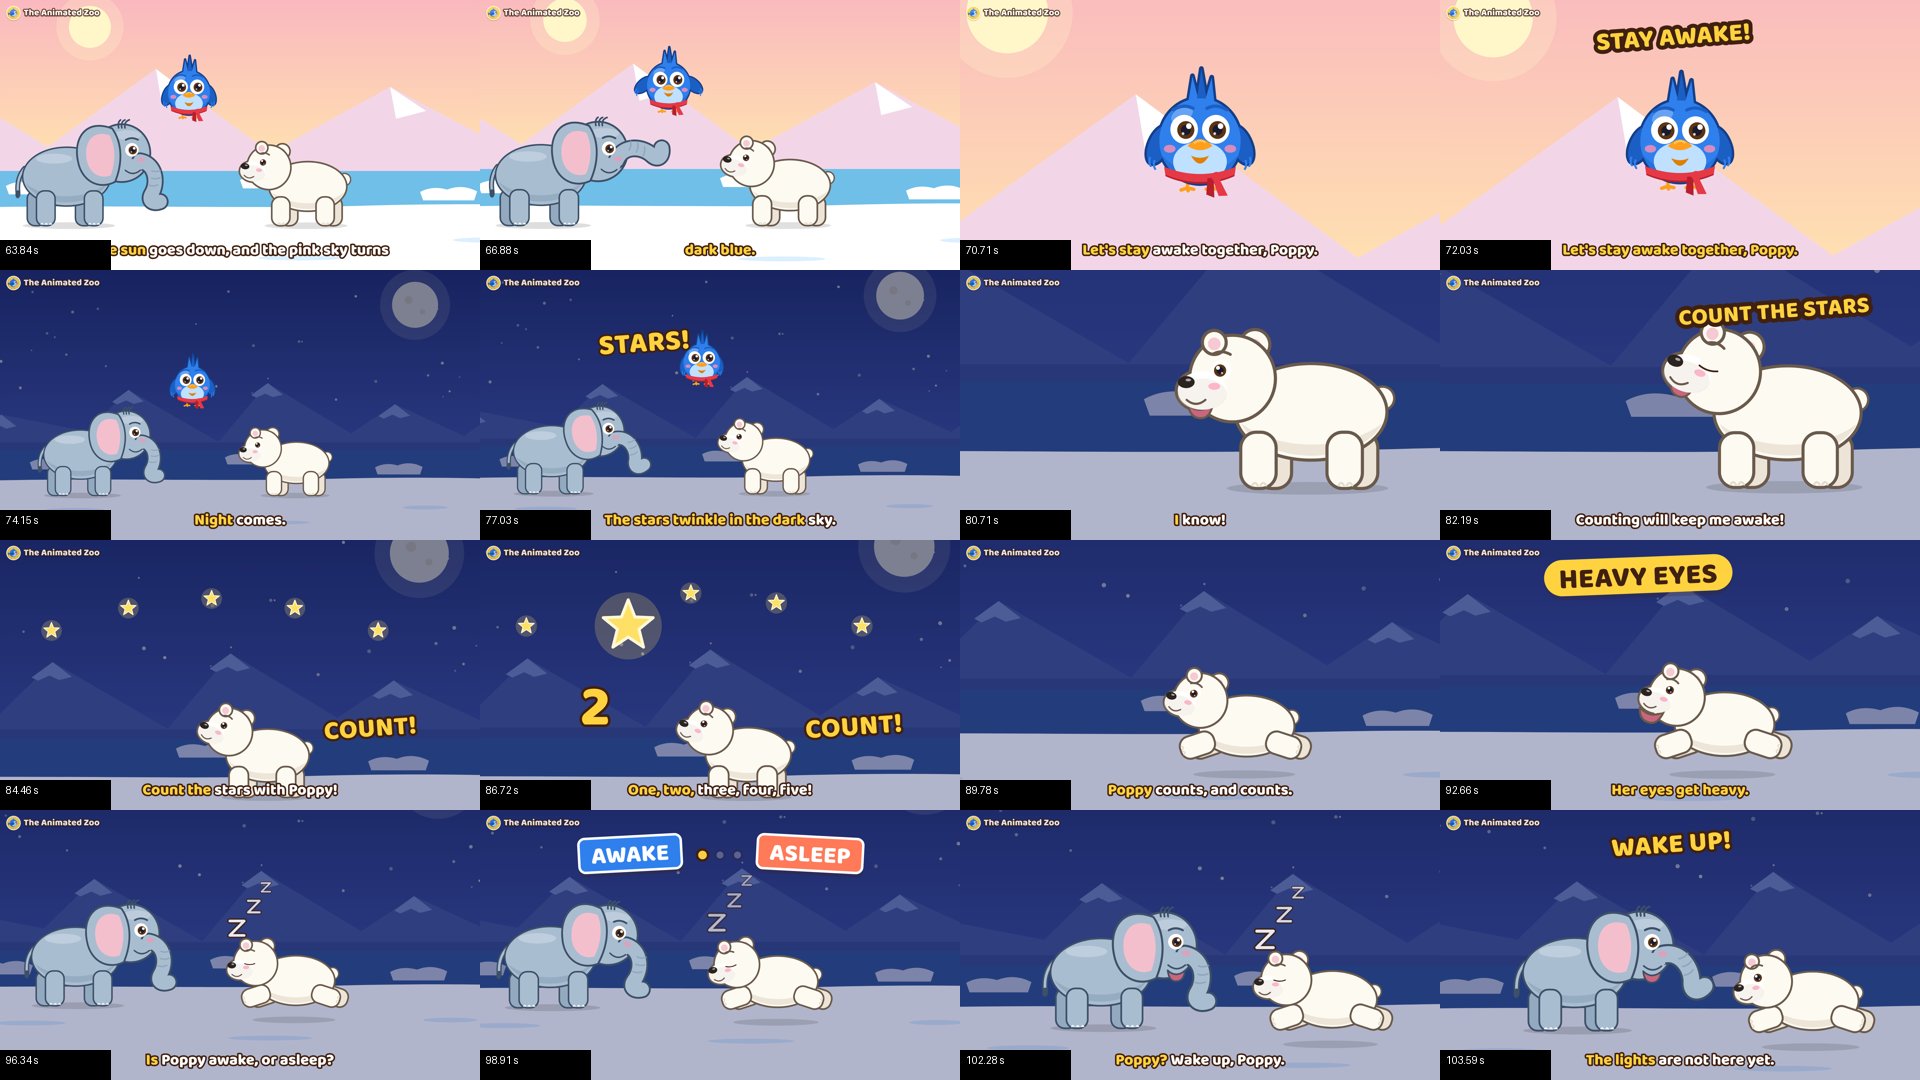 The Animated Zoo
63.84 s
e sun goes down, and the pink sky turns
The Animated Zoo
66.88 s
dark blue.
The Animated Zoo
70.71 s
Let's stay awake together, Poppy.
The Animated Zoo
STAY AWAKE!
72.03 s
Let's stay awake together, Poppy.
The Animated Zoo
74.15 s
Night comes.
The Animated Zoo
STARS!
77.03 s
The stars twinkle in the dark sky.
The Animated Zoo
80.71 s
I know!
The Animated Zoo
COUNT THE STARS
82.19 s
Counting will keep me awake!
The Animated Zoo
COUNT!
84.46 s
Count the stars with Poppy!
The Animated Zoo
2
COUNT!
86.72 s
One, two, three, four, five!
The Animated Zoo
89.78 s
Poppy counts, and counts.
The Animated Zoo
HEAVY EYES
92.66 s
Her eyes get heavy.
The Animated Zoo
Z
Z
Z
96.34 s
Is Poppy awake, or asleep?
The Animated Zoo
AWAKE
ASLEEP
Z
Z
Z
98.91 s
The Animated Zoo
Z
Z
Z
102.28 s
Poppy? Wake up, Poppy.
The Animated Zoo
WAKE UP!
103.59 s
The lights are not here yet.